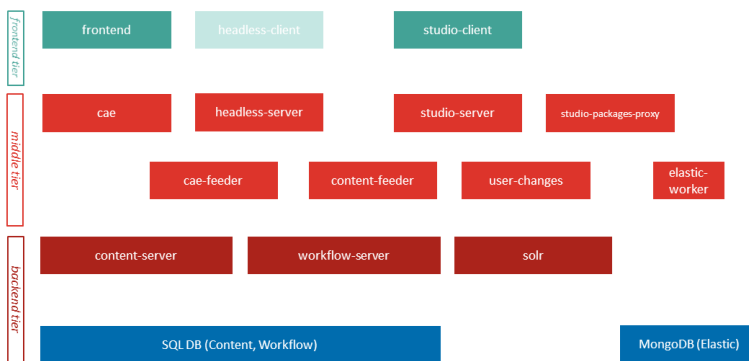 frontend tier
frontend
headless-client
studio-client
middle tier
cae
headless-server
studio-server
studio-packages-proxy
cae-feeder
content-feeder
user-changes
elastic-
worker
backend tier
content-server
workflow-server
solr
SQL DB (Content, Workflow)
MongoDB (Elastic)